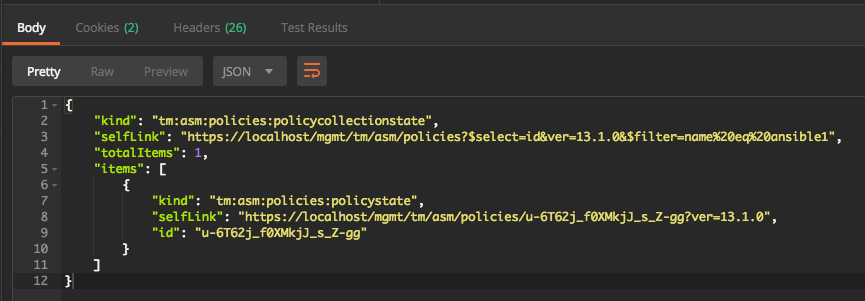 Body Cookies (2) Headers (26) Test Results
Pretty Raw Preview JSON
1 {
2 "kind": "tm:asm:policies:policycollectionstate",
3 "selfLink": "https://localhost/mgmt/tm/asm/policies?$select=id&ver=13.1.0&$filter=name%20eq%20ansible1",
4 "totalItems": 1,
5 "items": [
6 {
7 "kind": "tm:asm:policies:policystate",
8 "selfLink": "https://localhost/mgmt/tm/asm/policies/u-6T62j_f0XMkjJ_s_Z-gg?ver=13.1.0",
9 "id": "u-6T62j_f0XMkjJ_s_Z-gg"
10 }
11 ]
12 }